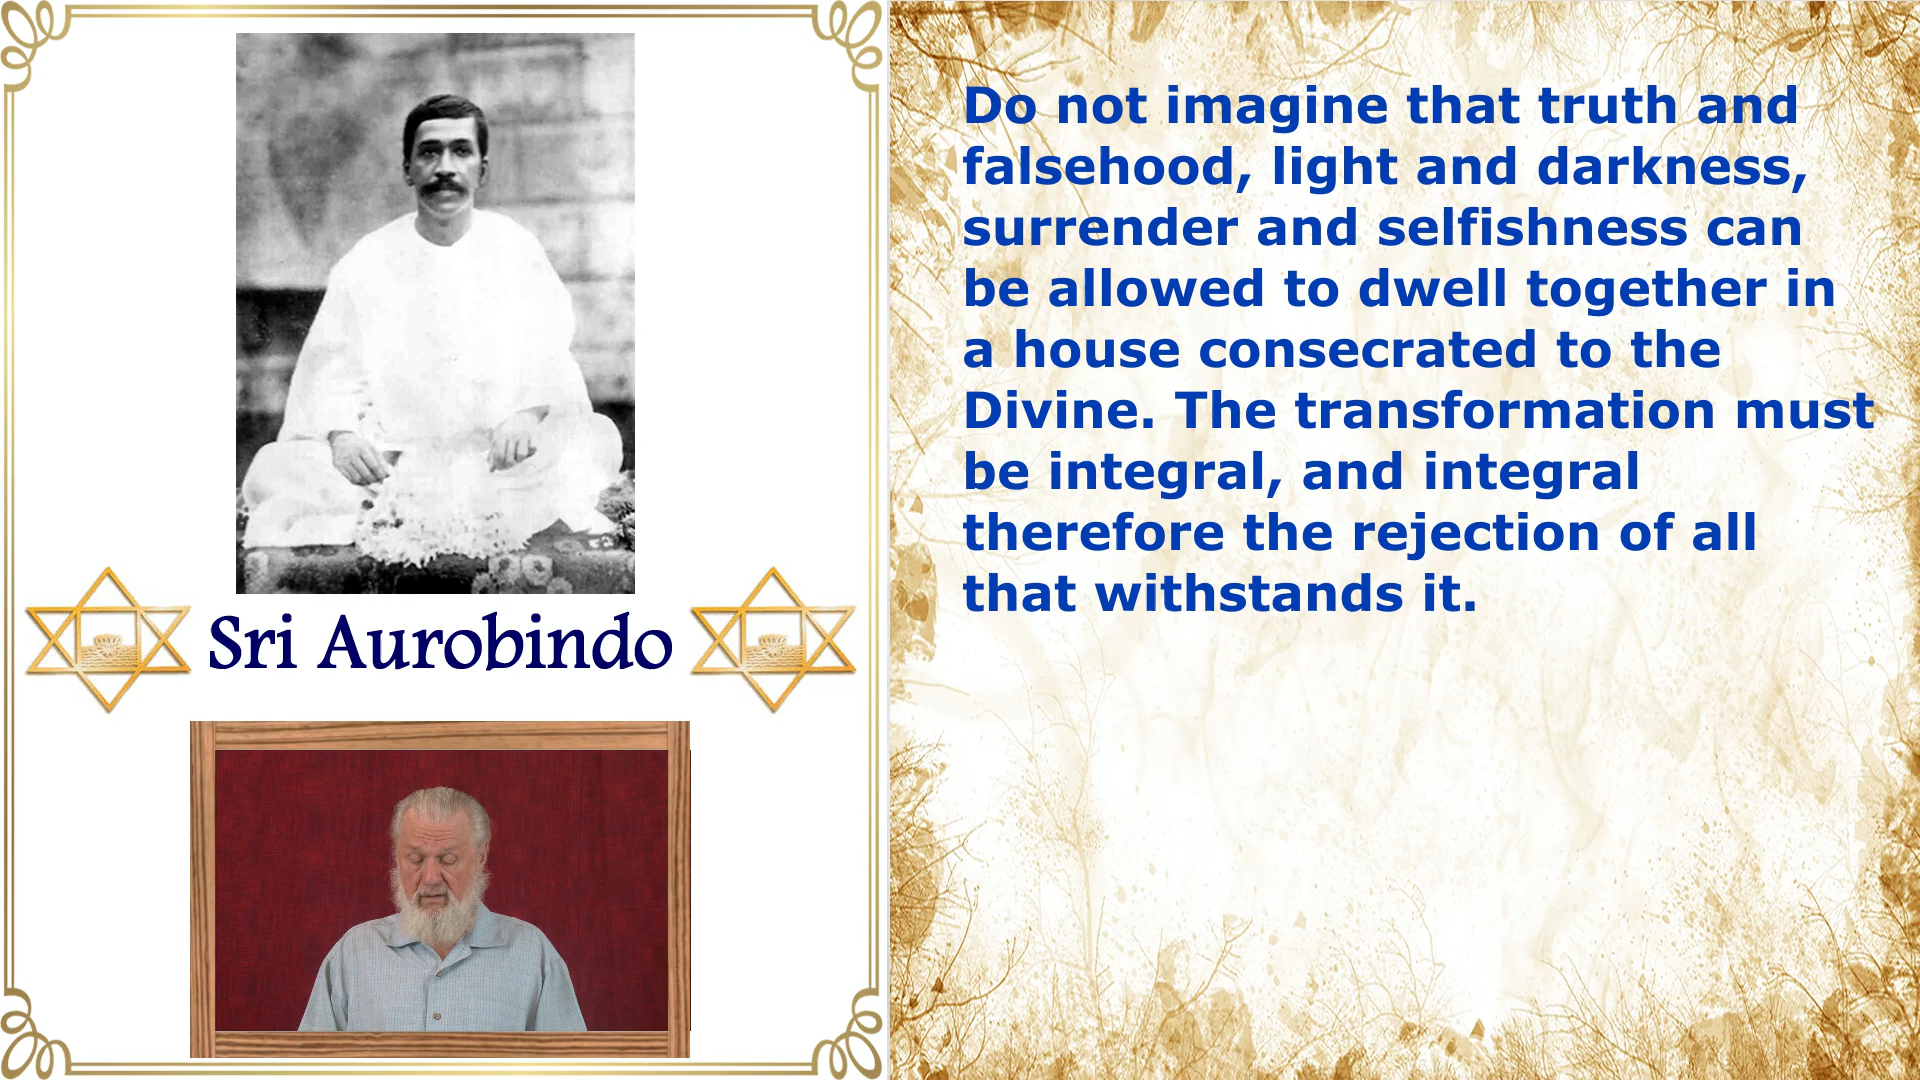 Sri Aurobindo
Do not imagine that truth and
falsehood, light and darkness,
surrender and selfishness can
be allowed to dwell together in
a house consecrated to the
Divine. The transformation must
be integral, and integral
therefore the rejection of all
that withstands it.